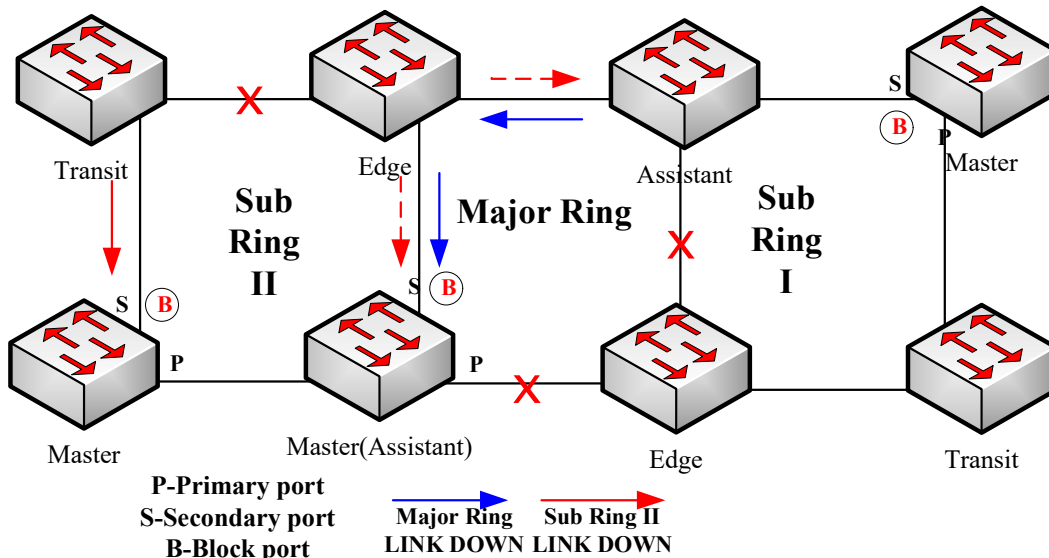 S
B
P
Transit
Edge
Assistant
Master
Sub
Ring
II
Major Ring
Sub
Ring
I
S
B
S
B
P
P
Master
Master(Assistant)
Edge
Transit
P-Primary port
S-Secondary port
B-Block port
Major Ring
LINK DOWN
Sub Ring II
LINK DOWN